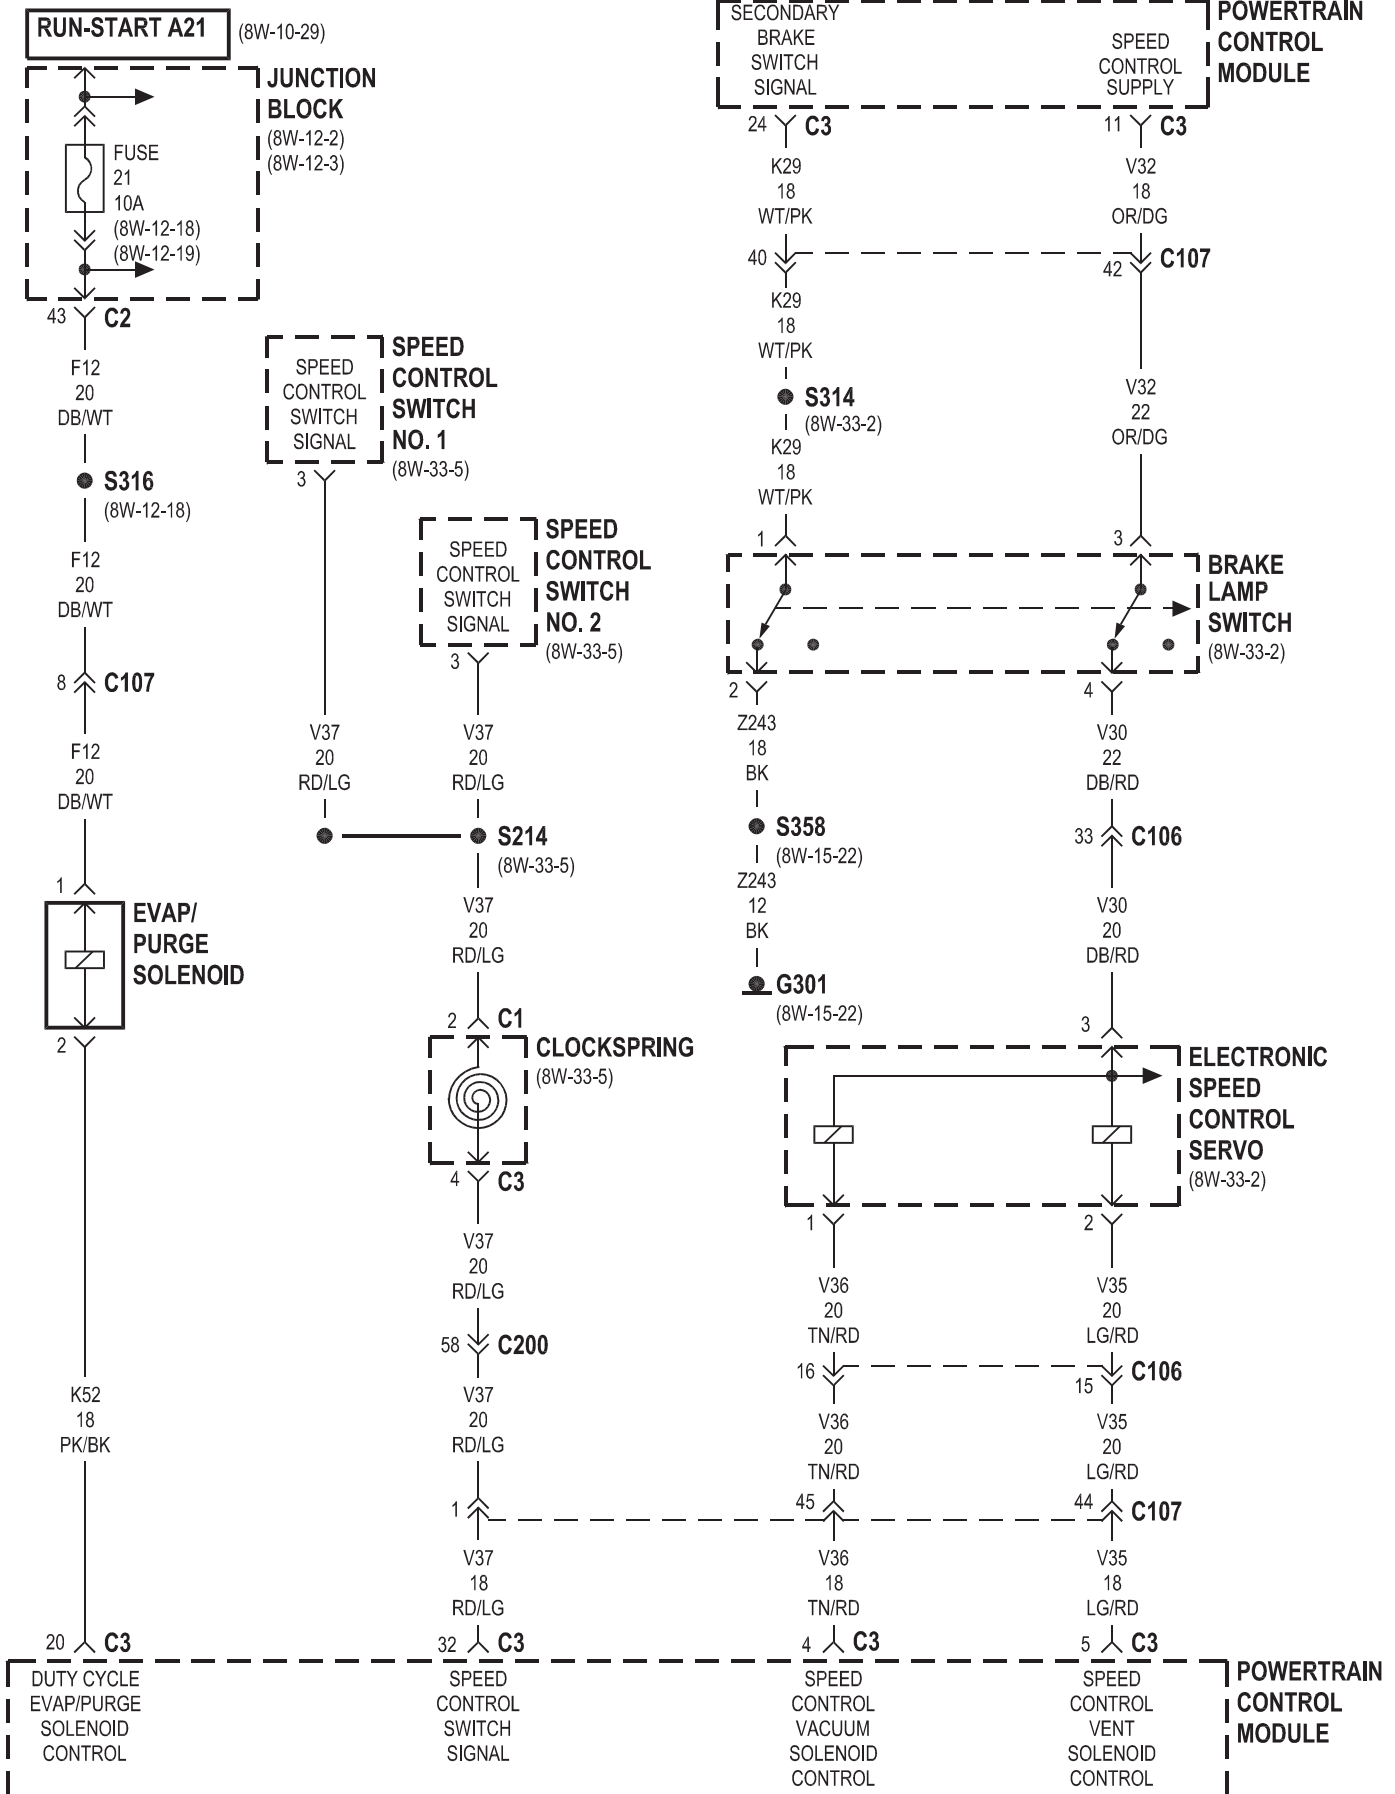 RUN-START A21 (8W-10-29)
JUNCTION
BLOCK
(8W-12-2)
(8W-12-3)
FUSE
21
10A
(8W-12-18)
(8W-12-19)
43 C2
F12
20
DB/WT
S316
(8W-12-18)
F12
20
DB/WT
8 C107
F12
20
DB/WT
1
EVAP/
PURGE
SOLENOID
2
K52
18
PK/BK
20 C3
DUTY CYCLE
EVAP/PURGE
SOLENOID
CONTROL
SPEED
CONTROL
SWITCH
SIGNAL
SPEED
CONTROL
SWITCH
NO. 1
(8W-33-5)
3
V37
20
RD/LG
SPEED
CONTROL
SWITCH
SIGNAL
SPEED
CONTROL
SWITCH
NO. 2
(8W-33-5)
3
V37
20
RD/LG
S214
(8W-33-5)
V37
20
RD/LG
2 C1
CLOCKSPRING
(8W-33-5)
4 C3
V37
20
RD/LG
58 C200
V37
20
RD/LG
1
V37
18
RD/LG
32 C3
SPEED
CONTROL
SWITCH
SIGNAL
SECONDARY
BRAKE
SWITCH
SIGNAL
SPEED
CONTROL
SUPPLY
POWERTRAIN
CONTROL
MODULE
24 C3
K29
18
WT/PK
40
K29
18
WT/PK
S314
(8W-33-2)
K29
18
WT/PK
1
11 C3
V32
18
OR/DG
42 C107
V32
22
OR/DG
3
BRAKE
LAMP
SWITCH
(8W-33-2)
2
Z243
18
BK
S358
(8W-15-22)
Z243
12
BK
G301
(8W-15-22)
4
V30
22
DB/RD
33 C106
V30
20
DB/RD
3
ELECTRONIC
SPEED
CONTROL
SERVO
(8W-33-2)
1
V36
20
TN/RD
16
V36
20
TN/RD
45
V36
18
TN/RD
4 C3
SPEED
CONTROL
VACUUM
SOLENOID
CONTROL
2
V35
20
LG/RD
15 C106
V35
20
LG/RD
44 C107
V35
18
LG/RD
5 C3
SPEED
CONTROL
VENT
SOLENOID
CONTROL
POWERTRAIN
CONTROL
MODULE